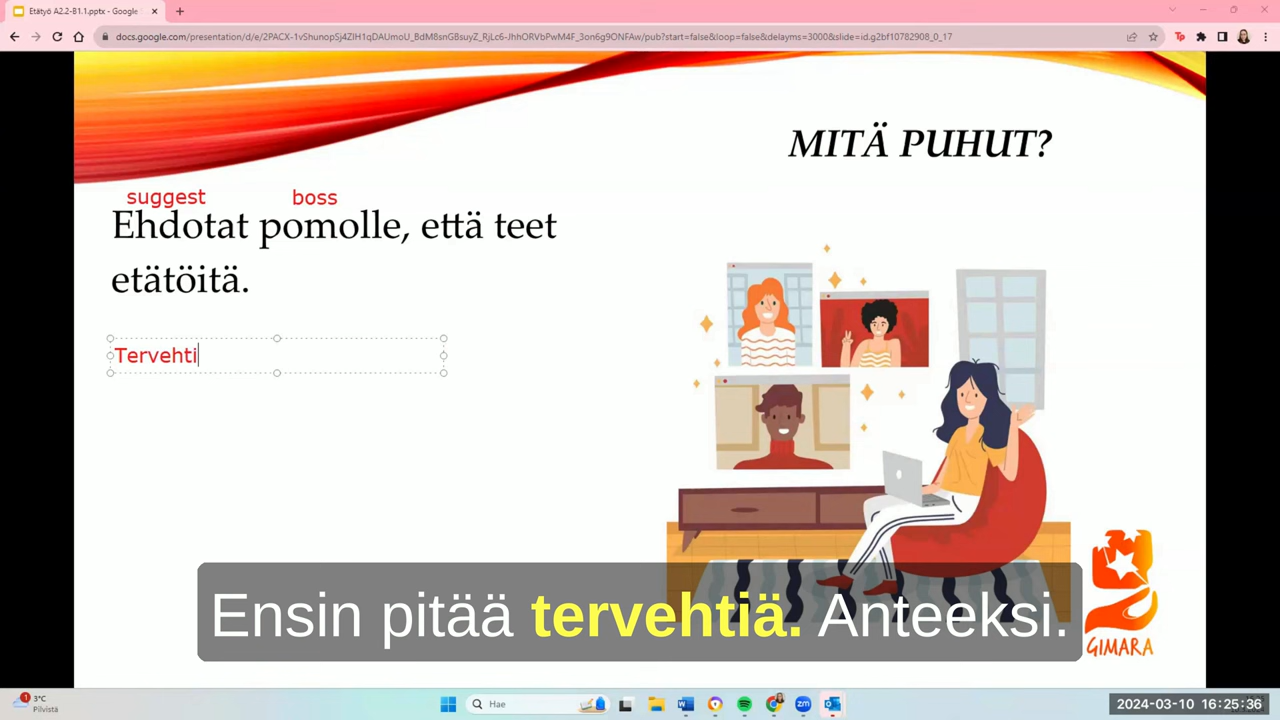 Etätyö A2.2-B1.1.pptx - Google
docs.google.com/presentation/d/e/2PACX-1vShunopSj4ZIH1qDAUmoU_BdM8snGBsuyZ_RjLc6-JhhORVbPwM4F_3on6g9ONFAw/pub?start=false&loop=false&delayms=3000&slide=id.g2bf10782908_0_17
MITÄ PUHUT?
suggest boss
Ehdotat pomolle, että teet
etätöitä.
Tervehti
Ensin pitää tervehtiä. Anteeksi.
GIMARA
1
3°C
Pilvistä
Hae
2024-03-10 16:25:36